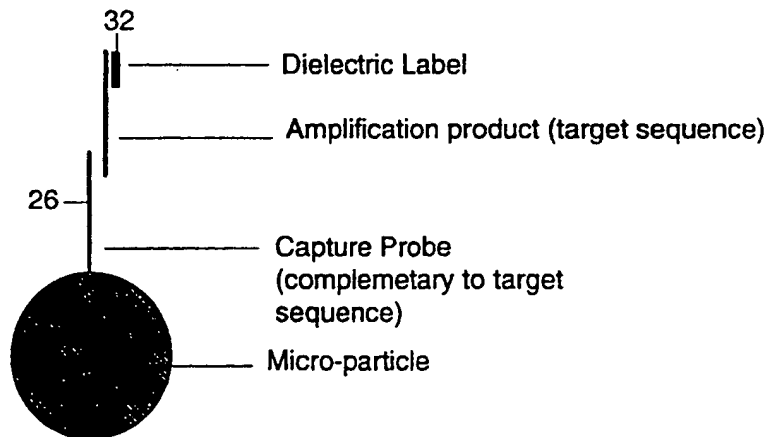 32
Dielectric Label
Amplification product (target sequence)
26
Capture Probe
(complemetary to target
sequence)
Micro-particle